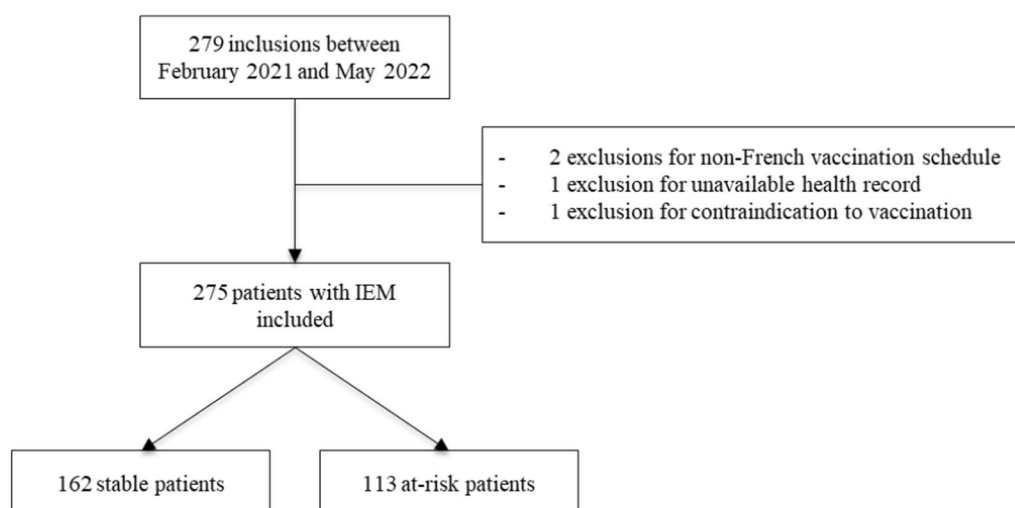 279 inclusions between
February 2021 and May 2022
- 2 exclusions for non-French vaccination schedule
- 1 exclusion for unavailable health record
- 1 exclusion for contraindication to vaccination
275 patients with IEM
included
162 stable patients
113 at-risk patients